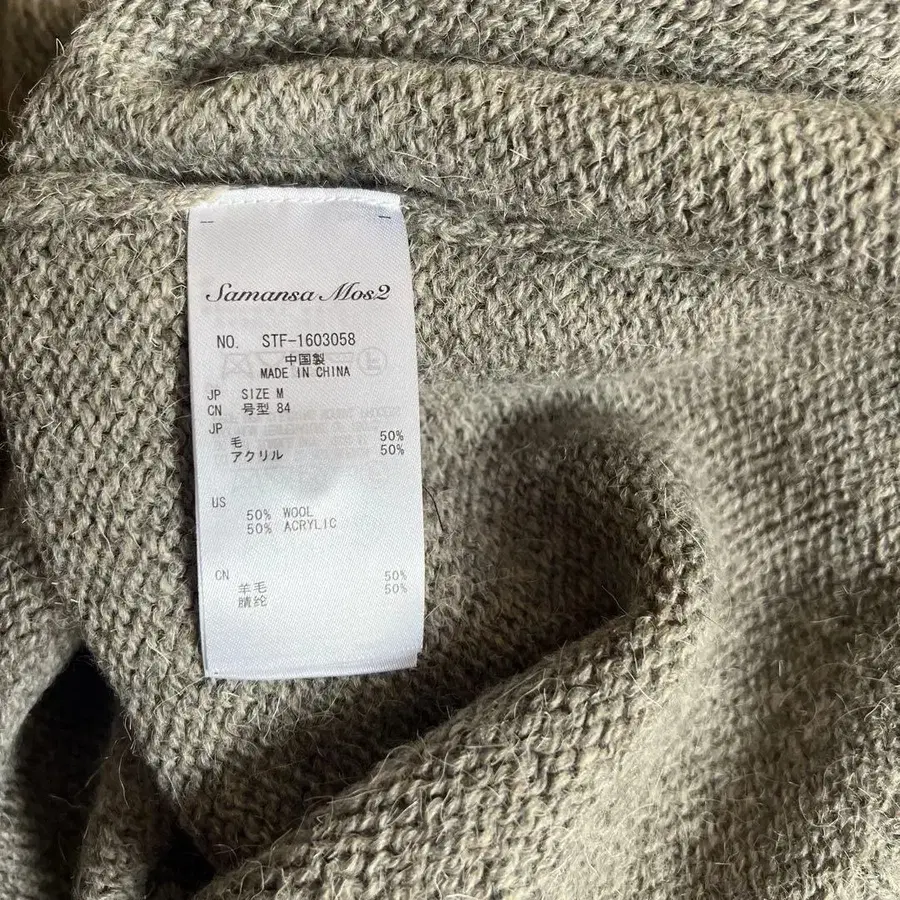 Samansa Mos2
NO. STF-1603058
中国製
MADE IN CHINA
JP SIZE M
CN 号型 84
JP
毛 50%
アクリル 50%
US
50% WOOL
50% ACRYLIC
CN
羊毛 50%
腈纶 50%